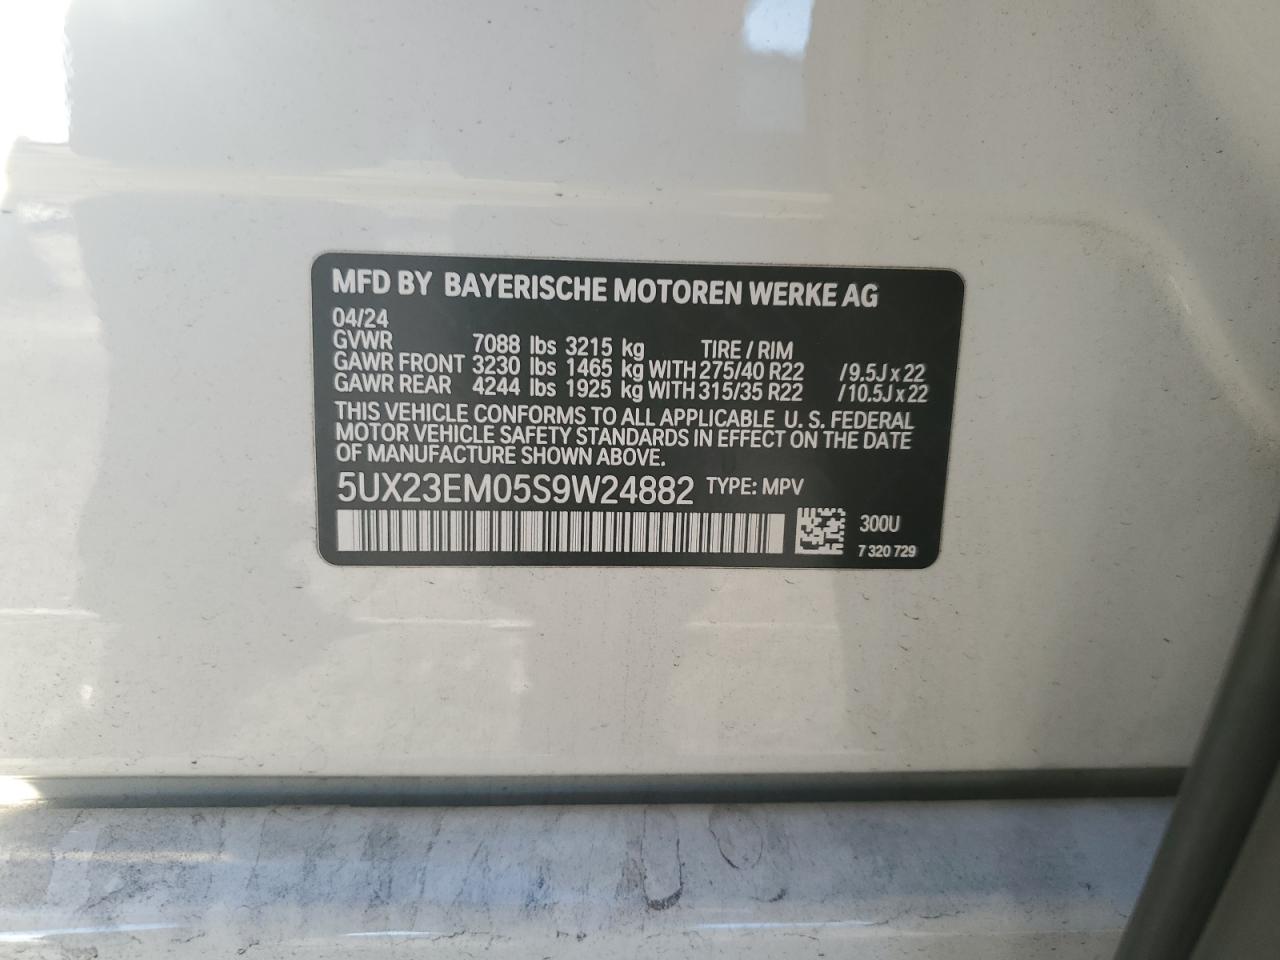 MFD BY BAYERISCHE MOTOREN WERKE AG
04/24
GVWR 7088 lbs 3215 kg TIRE / RIM
GAWR FRONT 3230 lbs 1465 kg WITH 275/40 R22 /9.5J x 22
GAWR REAR 4244 lbs 1925 kg WITH 315/35 R22 /10.5J x 22
THIS VEHICLE CONFORMS TO ALL APPLICABLE U. S. FEDERAL
MOTOR VEHICLE SAFETY STANDARDS IN EFFECT ON THE DATE
OF MANUFACTURE SHOWN ABOVE.
5UX23EM05S9W24882 TYPE: MPV
300U
7 320 729